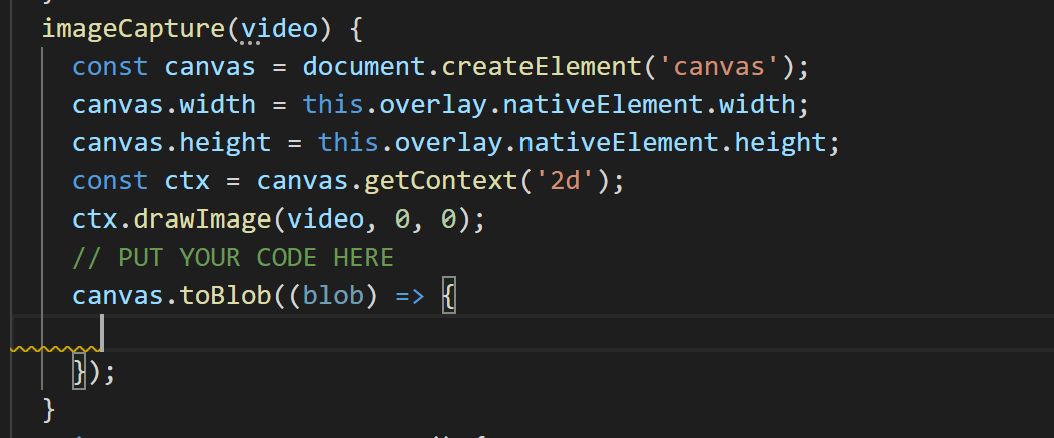 imageCapture(video) {
const canvas = document.createElement('canvas');
canvas.width = this.overlay.nativeElement.width;
canvas.height = this.overlay.nativeElement.height;
const ctx = canvas.getContext('2d');
ctx.drawImage(video, 0, 0);
// PUT YOUR CODE HERE
canvas.toBlob((blob) => {
});
}